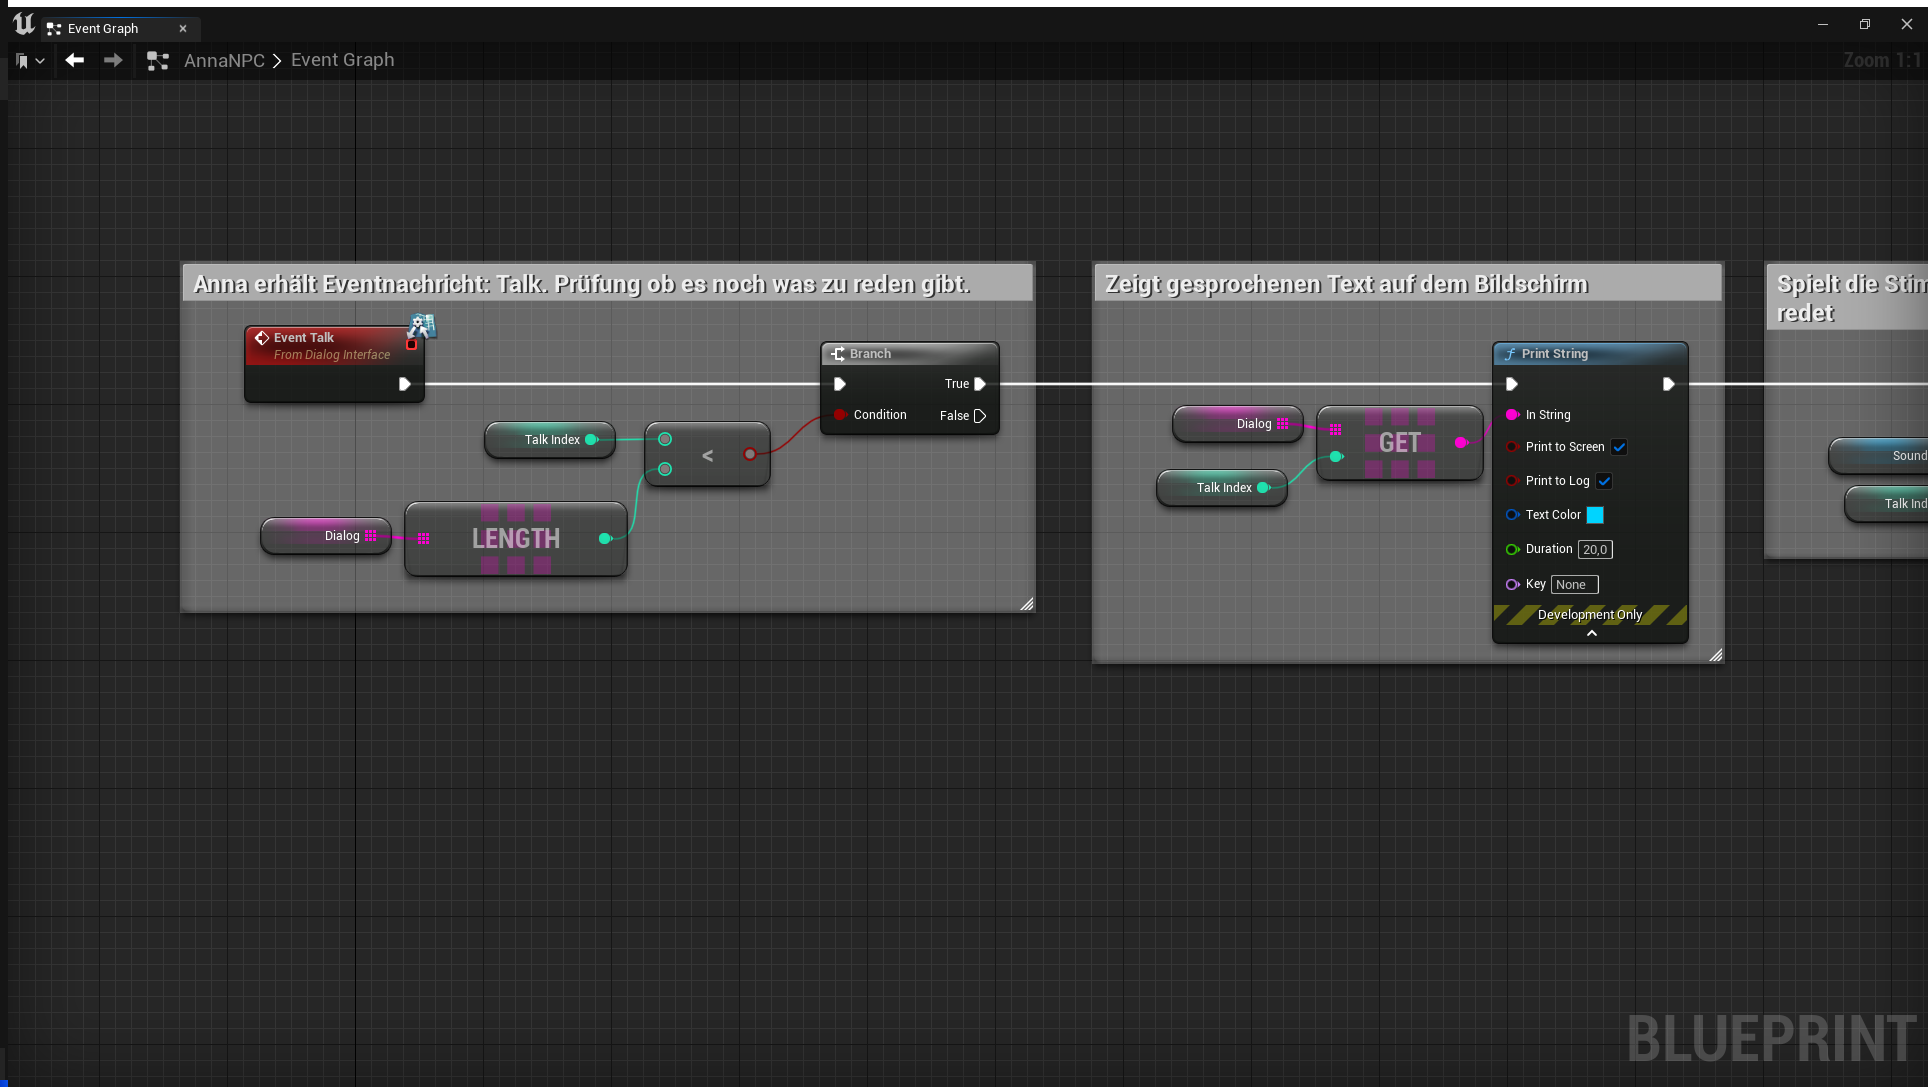 Event Graph
AnnaNPC > Event Graph
Zoom 1:1
Anna erhält Eventnachricht: Talk. Prüfung ob es noch was zu reden gibt.
Event Talk
From Dialog Interface
Branch
True
Condition
False
Talk Index
<
Dialog
LENGTH
Zeigt gesprochenen Text auf dem Bildschirm
Dialog
GET
Talk Index
f Print String
In String
Print to Screen
Print to Log
Text Color
Duration 20,0
Key None
Development Only
Spielt die Stim
redet
Sound
Talk Ind
BLUEPRINT